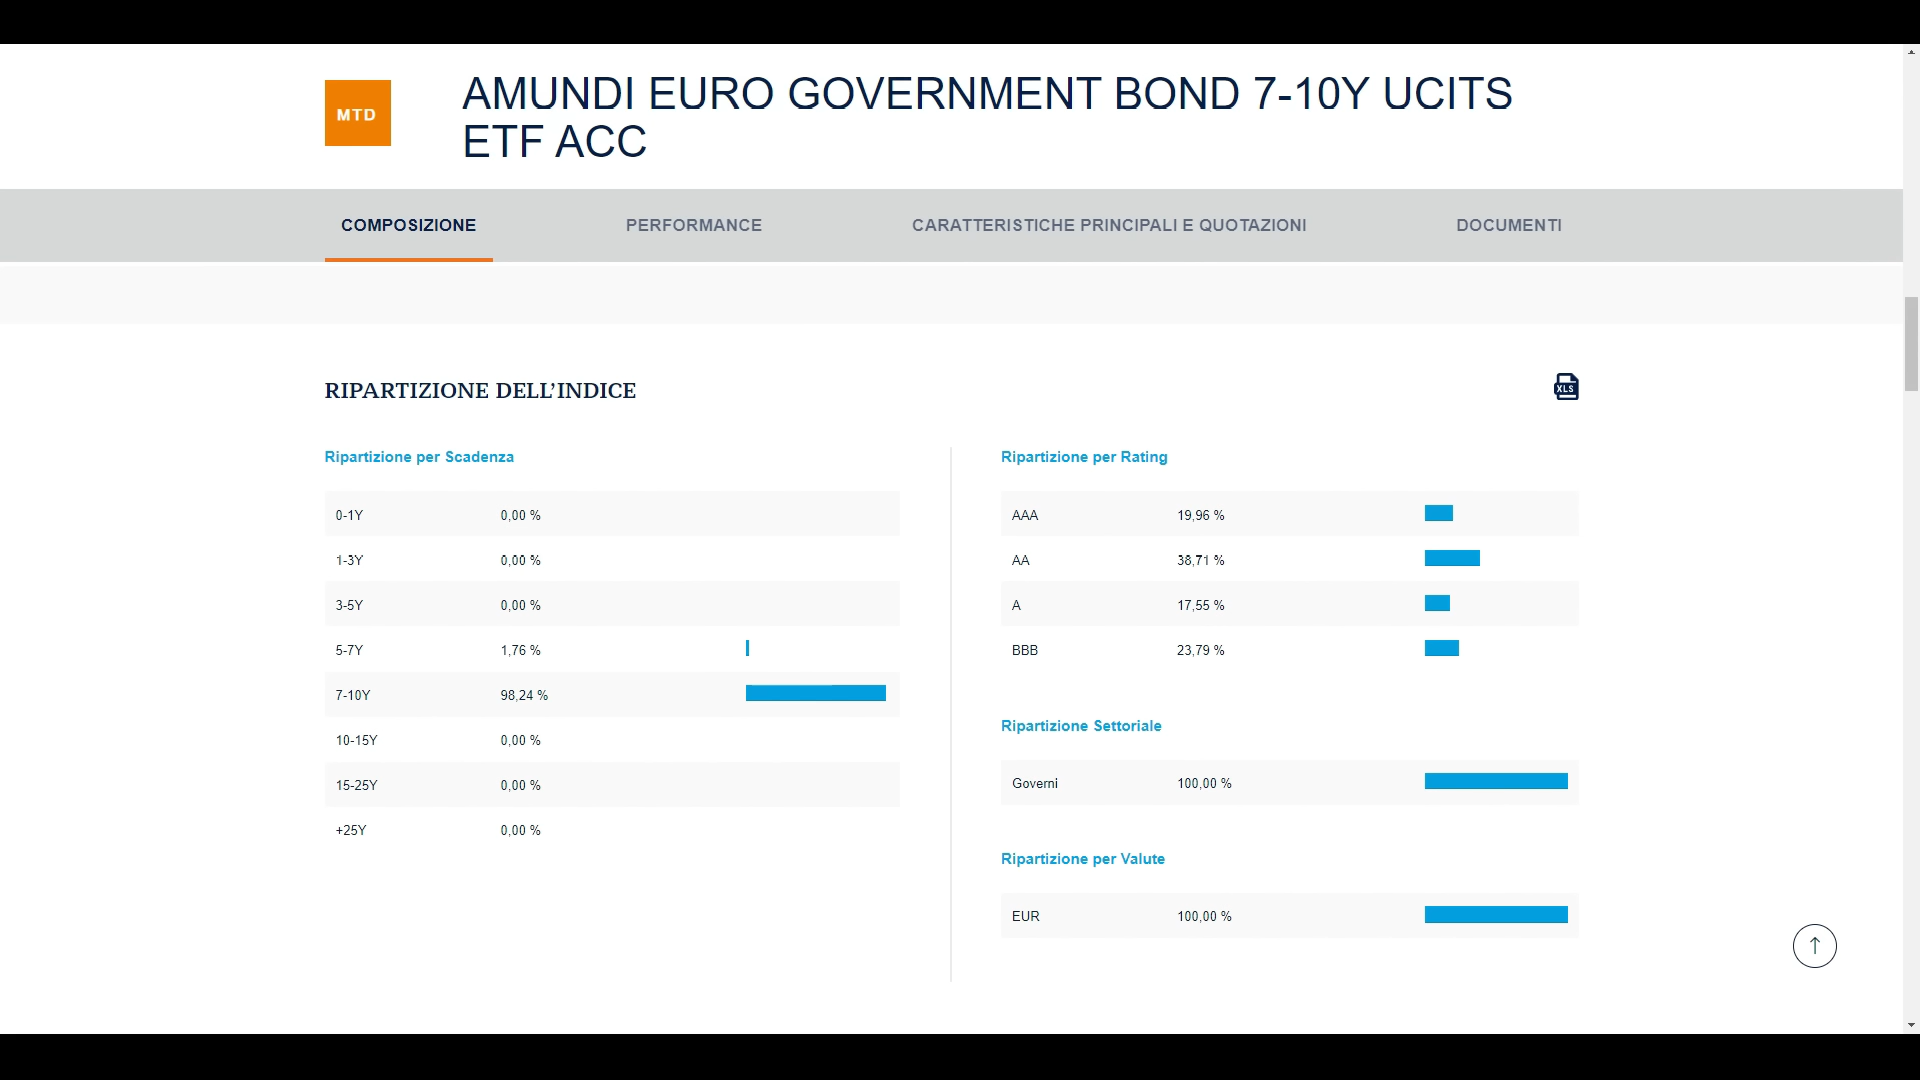 MTD
AMUNDI EURO GOVERNMENT BOND 7-10Y UCITS
ETF ACC
COMPOSIZIONE PERFORMANCE CARATTERISTICHE PRINCIPALI E QUOTAZIONI DOCUMENTI
RIPARTIZIONE DELL’INDICE
XLS
Ripartizione per Scadenza
0-1Y 0,00 %
1-3Y 0,00 %
3-5Y 0,00 %
5-7Y 1,76 %
7-10Y 98,24 %
10-15Y 0,00 %
15-25Y 0,00 %
+25Y 0,00 %
Ripartizione per Rating
AAA 19,96 %
AA 38,71 %
A 17,55 %
BBB 23,79 %
Ripartizione Settoriale
Governi 100,00 %
Ripartizione per Valute
EUR 100,00 %